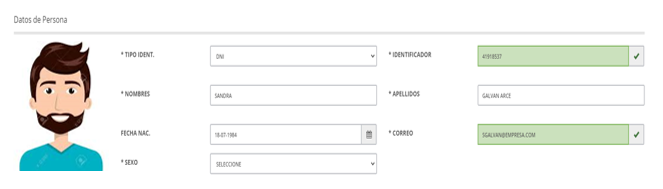 Datos de Persona
* TIPO IDENT. DNI * IDENTIFICADOR 41918537
* NOMBRES SANDRA * APELLIDOS GALVAN ARCE
FECHA NAC. 18-07-1984 * CORREO SGALVAN@EMPRESA.COM
* SEXO SELECCIONE